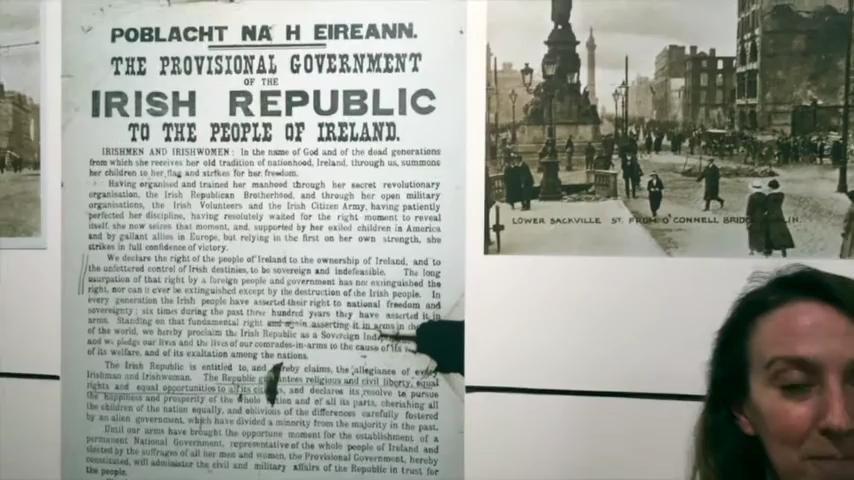 POBLACHT NA H EIREANN.
THE PROVISIONAL GOVERNMENT
OF THE
IRISH REPUBLIC
TO THE PEOPLE OF IRELAND.
IRISHMEN AND IRISHWOMEN: In the name of God and of the dead generations
from which she receives her old tradition of nationhood, Ireland, through us, summons
her children to her flag and strikes for her freedom.
Having organised and trained her manhood through her secret revolutionary
organisation, the Irish Republican Brotherhood, and through her open military
organisations, the Irish Volunteers and the Irish Citizen Army, having patiently
perfected her discipline, having resolutely waited for the right moment to reveal
itself, she now seizes that moment, and, supported by her exiled children in America
and by gallant allies in Europe, but relying in the first on her own strength, she
strikes in full confidence of victory.
We declare the right of the people of Ireland to the ownership of Ireland, and to
the unfettered control of Irish destinies, to be sovereign and indefeasible. The long
usurpation of that right by a foreign people and government has not extinguished the
right, nor can it ever be extinguished except by the destruction of the Irish people. In
every generation the Irish people have asserted their right to national freedom and
sovereignty; six times during the past three hundred years they have asserted it in
arms. Standing on that fundamental right and again asserting it in arms in the
of the world, we hereby proclaim the Irish Republic as a Sovereign
and we pledge our lives and the lives of our comrades-in-arms to the cause of its
of its welfare, and of its exaltation among the nations.
The Irish Republic is entitled to, and hereby claims, the allegiance of every
Irishman and Irishwoman. The Republic guarantees religious and civil liberty, equal
rights and equal opportunities to all its citizens, and declares its resolve to pursue
the happiness and prosperity of the whole nation and of all its parts, cherishing all
the children of the nation equally, and oblivious of the differences carefully fostered
by an alien government, which have divided a minority from the majority in the past.
Until our arms have brought the opportune moment for the establishment of a
permanent National Government, representative of the whole people of Ireland and
elected by the suffrages of all her men and women, the Provisional Government, hereby
constituted, will administer the civil and military affairs of the Republic in trust for
the people.
LOWER SACKVILLE ST. FROM O'CONNELL